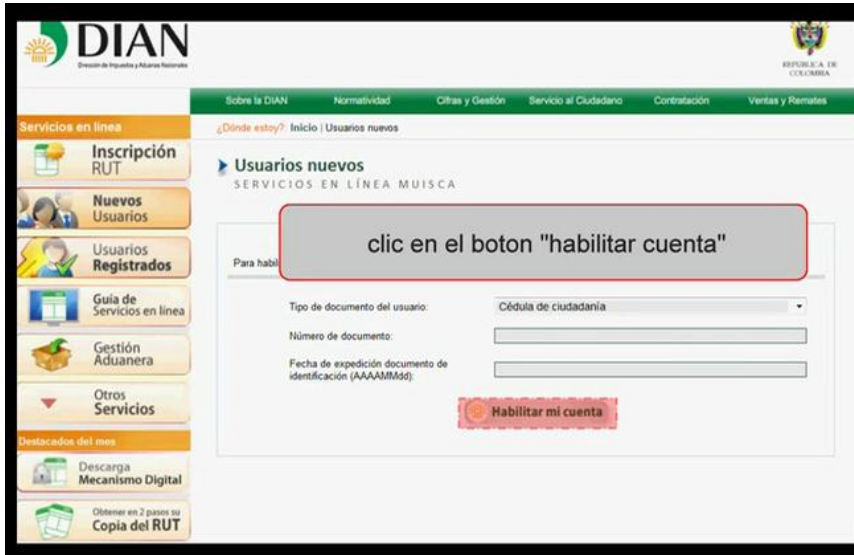 DIAN
Dirección de Impuestos y Aduanas Nacionales
REPÚBLICA DE
COLOMBIA
Sobre la DIAN Normatividad Cifras y Gestión Servicio al Ciudadano Contratación Ventas y Remates
Servicios en línea
¿Dónde estoy?: Inicio | Usuarios nuevos
Inscripción
RUT
Nuevos
Usuarios
Usuarios
Registrados
Guía de
Servicios en línea
Gestión
Aduanera
Otros
Servicios
Destacados del mes
Descarga
Mecanismo Digital
Obtener en 2 pasos su
Copia del RUT
Usuarios nuevos
SERVICIOS EN LÍNEA MUISCA
clic en el boton "habilitar cuenta"
Para habil
Tipo de documento del usuario: Cédula de ciudadanía
Número de documento:
Fecha de expedición documento de
identificación (AAAAMMdd):
Habilitar mi cuenta